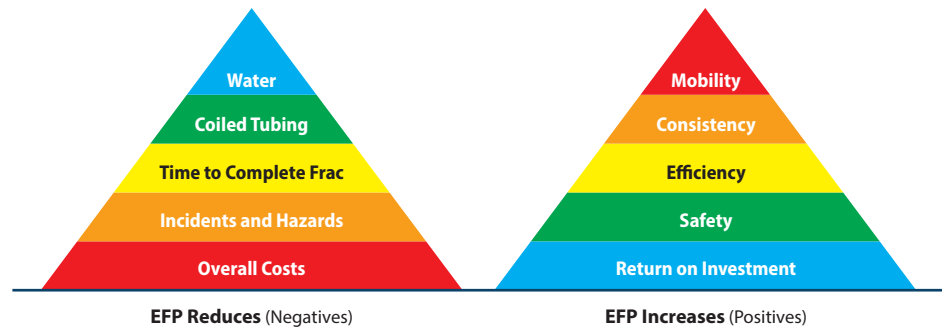 Water
Coiled Tubing
Time to Complete Frac
Incidents and Hazards
Overall Costs
EFP Reduces (Negatives)
Mobility
Consistency
Efficiency
Safety
Return on Investment
EFP Increases (Positives)